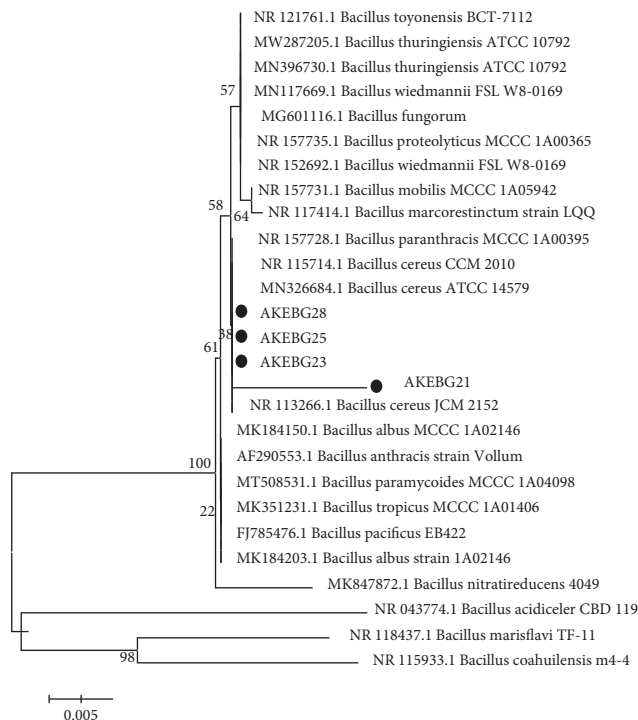 NR 121761.1 Bacillus toyonensis BCT-7112
MW287205.1 Bacillus thuringiensis ATCC 10792
MN396730.1 Bacillus thuringiensis ATCC 10792
57
MN117669.1 Bacillus wiedmannii FSL W8-0169
MG601116.1 Bacillus fungorum
NR 157735.1 Bacillus proteolyticus MCCC 1A00365
NR 152692.1 Bacillus wiedmannii FSL W8-0169
NR 157731.1 Bacillus mobilis MCCC 1A05942
58
64
NR 117414.1 Bacillus marcorestinctum strain LQQ
NR 157728.1 Bacillus paranthracis MCCC 1A00395
NR 115714.1 Bacillus cereus CCM 2010
MN326684.1 Bacillus cereus ATCC 14579
AKEBG28
38
AKEBG25
61
AKEBG23
AKEBG21
NR 113266.1 Bacillus cereus JCM 2152
MK184150.1 Bacillus albus MCCC 1A02146
AF290553.1 Bacillus anthracis strain Vollum
100
MT508531.1 Bacillus paramycoides MCCC 1A04098
MK351231.1 Bacillus tropicus MCCC 1A01406
22
FJ785476.1 Bacillus pacificus EB422
MK184203.1 Bacillus albus strain 1A02146
MK847872.1 Bacillus nitratireducens 4049
NR 043774.1 Bacillus acidiceler CBD 119
NR 118437.1 Bacillus marisflavi TF-11
98
NR 115933.1 Bacillus coahuilensis m4-4
0.005